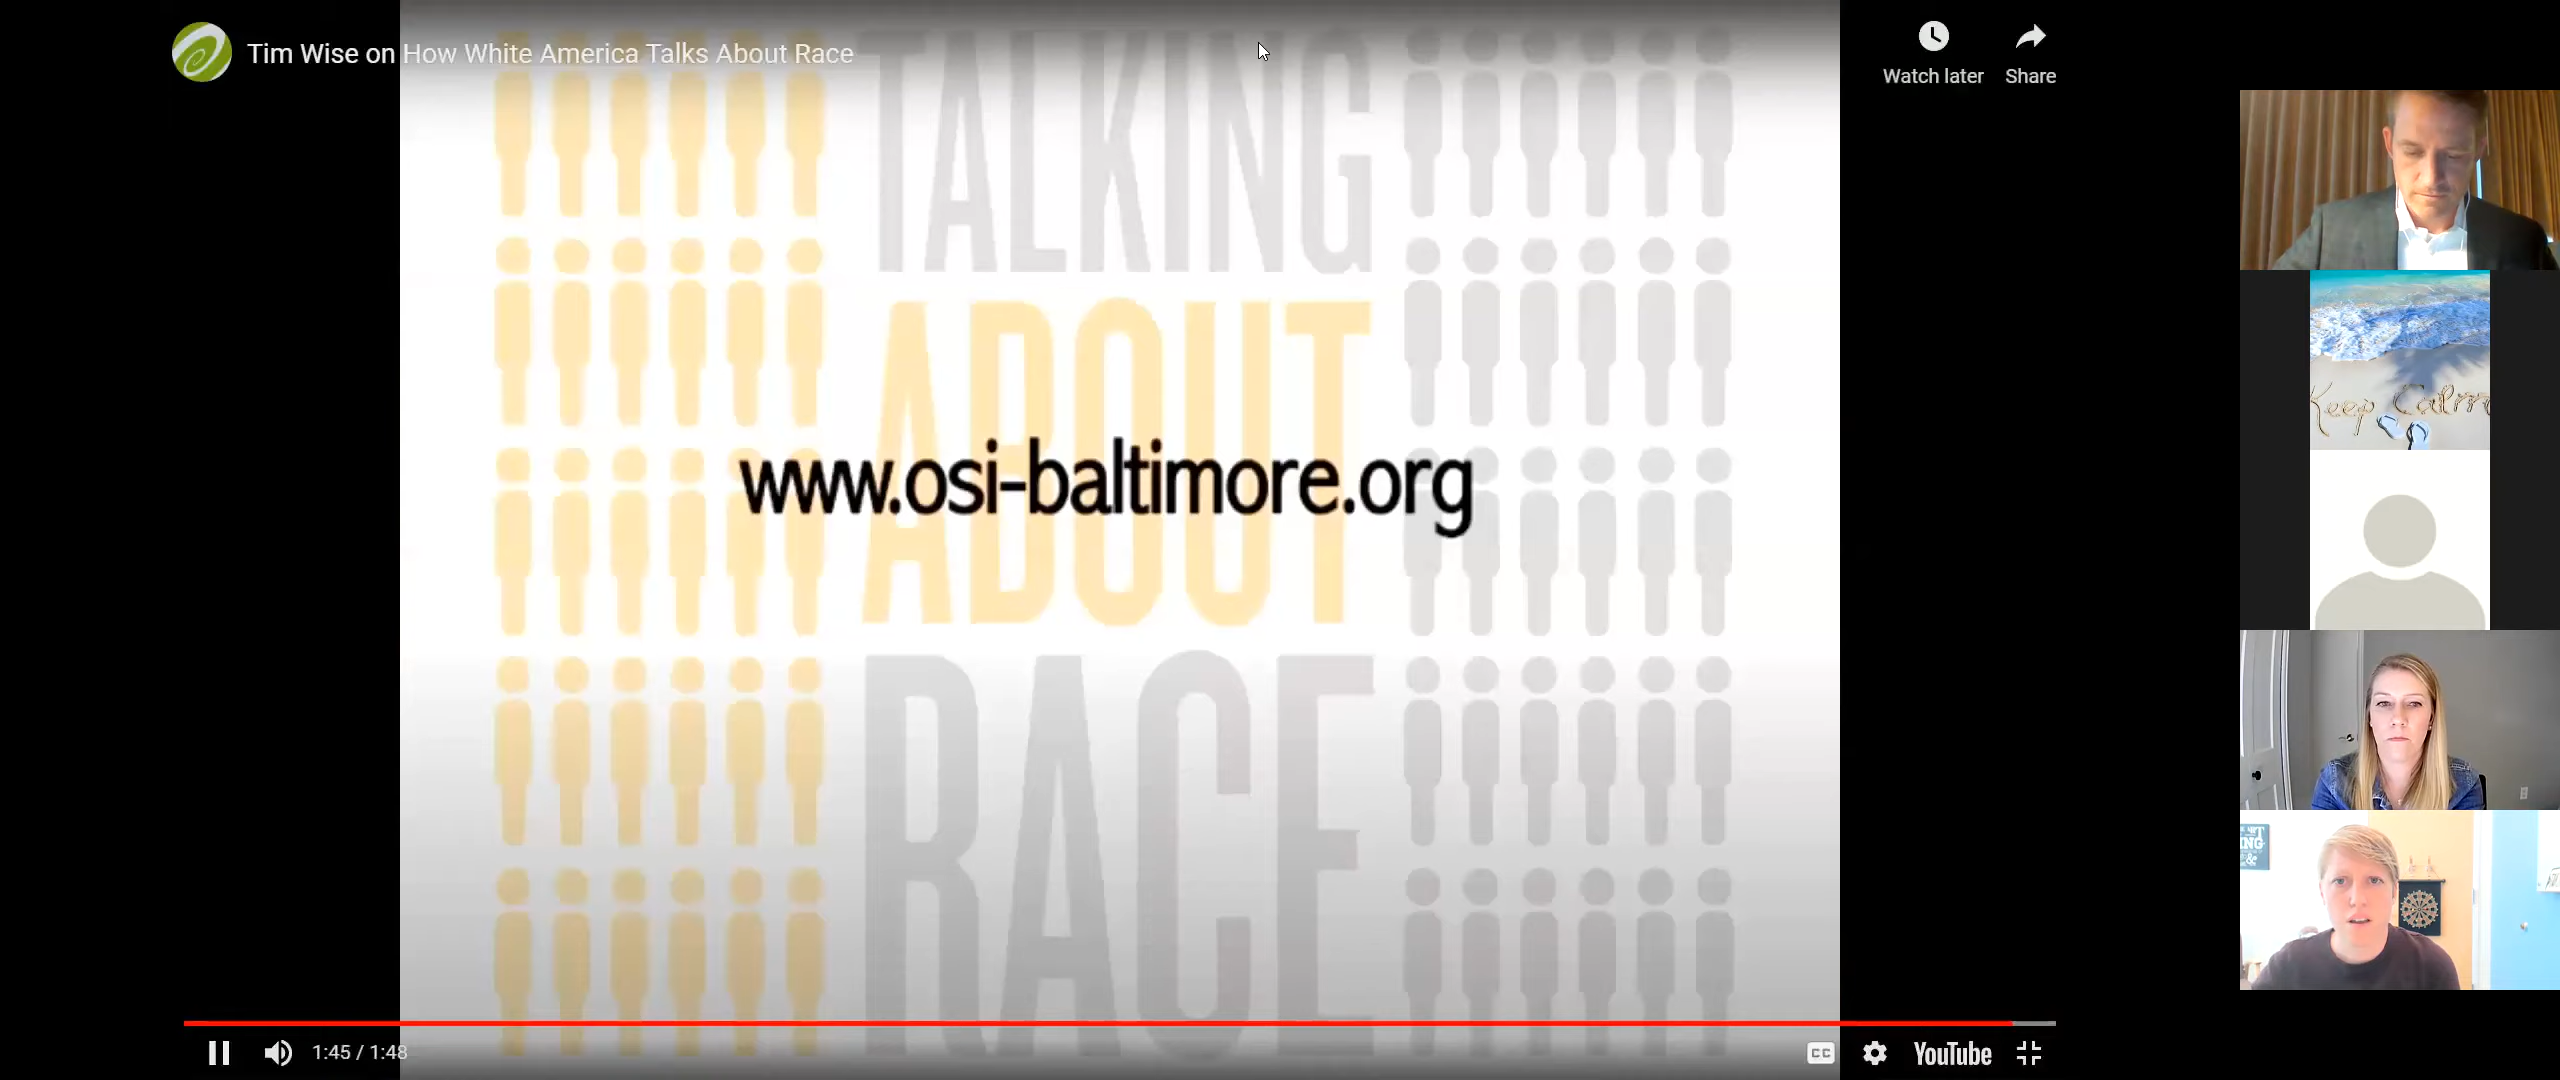 Tim Wise on How White America Talks About Race
Watch later
Share
TALKING
ABOUT
www.osi-baltimore.org
RACE
Keep Calm
ING
&
1:45 / 1:48
CC
YouTube